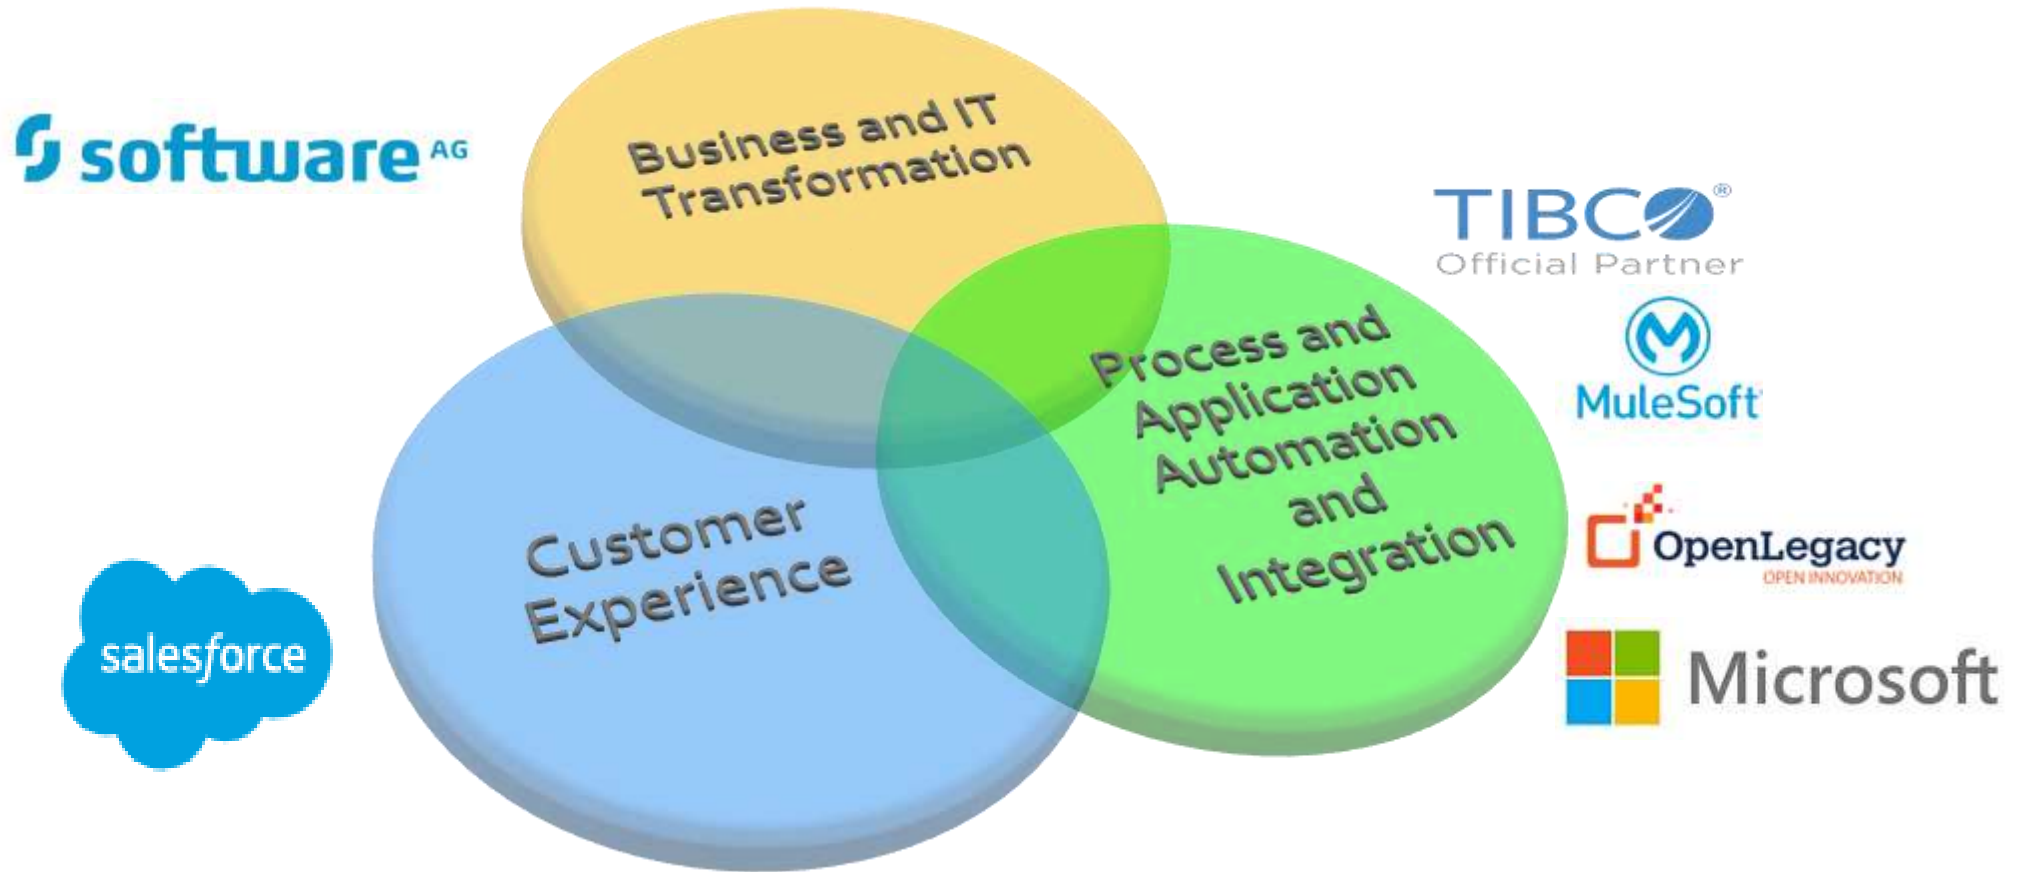 software AG
Business and IT
Transformation
TIBCO®
Official Partner
MuleSoft
Process and
Application
Automation
and
Integration
OpenLegacy
OPEN INNOVATION
Microsoft
Customer
Experience
salesforce